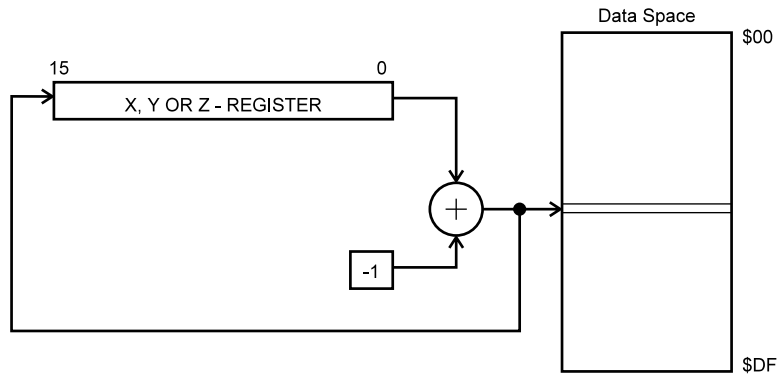 Data Space
$00
15
0
X, Y OR Z - REGISTER
+
-1
$DF